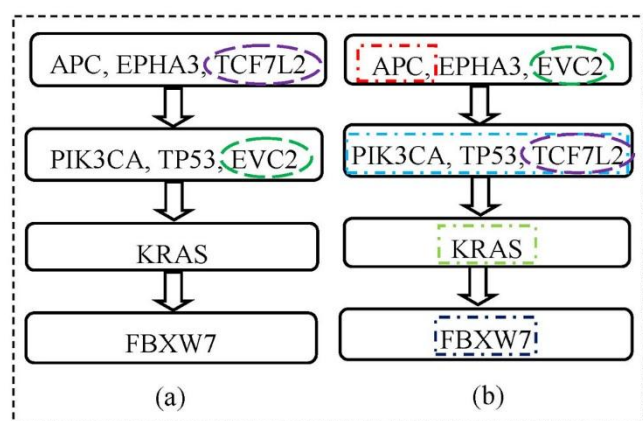 APC, EPHA3, TCF7L2
PIK3CA, TP53, EVC2
KRAS
FBXW7
(a)
APC, EPHA3, EVC2
PIK3CA, TP53, TCF7L2
KRAS
FBXW7
(b)